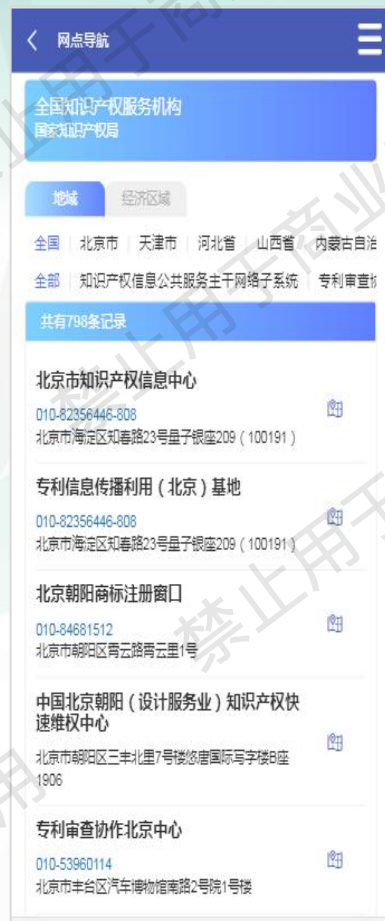 网点导航
全国知识产权服务机构
国家知识产权局
地域 经济区域
全国 北京市 天津市 河北省 山西省 内蒙古自治
全部 知识产权信息公共服务主干网络子系统 专利审查协
共有798条记录
北京市知识产权信息中心
010-82356446-808
北京市海淀区知春路23号量子银座209(100191)
专利信息传播利用(北京)基地
010-82356446-808
北京市海淀区知春路23号量子银座209(100191)
北京朝阳商标注册窗口
010-84681512
北京市朝阳区霄云路霄云里1号
中国北京朝阳(设计服务业)知识产权快
速维权中心
北京市朝阳区三丰北里7号楼悠唐国际写字楼B座
1906
专利审查协作北京中心
010-53960114
北京市丰台区汽车博物馆南路2号院1号楼
禁止用于商业
禁止用于